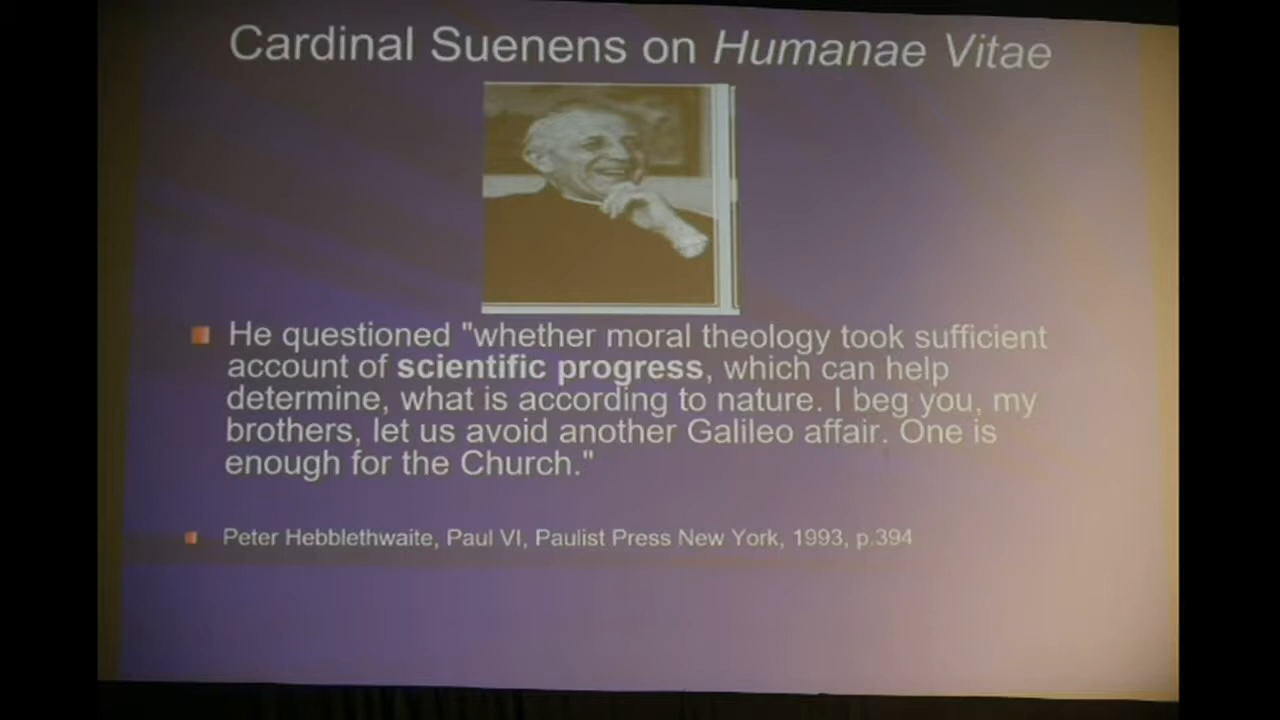 Cardinal Suenens on Humanae Vitae
He questioned "whether moral theology took sufficient
account of scientific progress, which can help
determine, what is according to nature. I beg you, my
brothers, let us avoid another Galileo affair. One is
enough for the Church."
Peter Hebblethwaite, Paul VI, Paulist Press New York, 1993, p.394